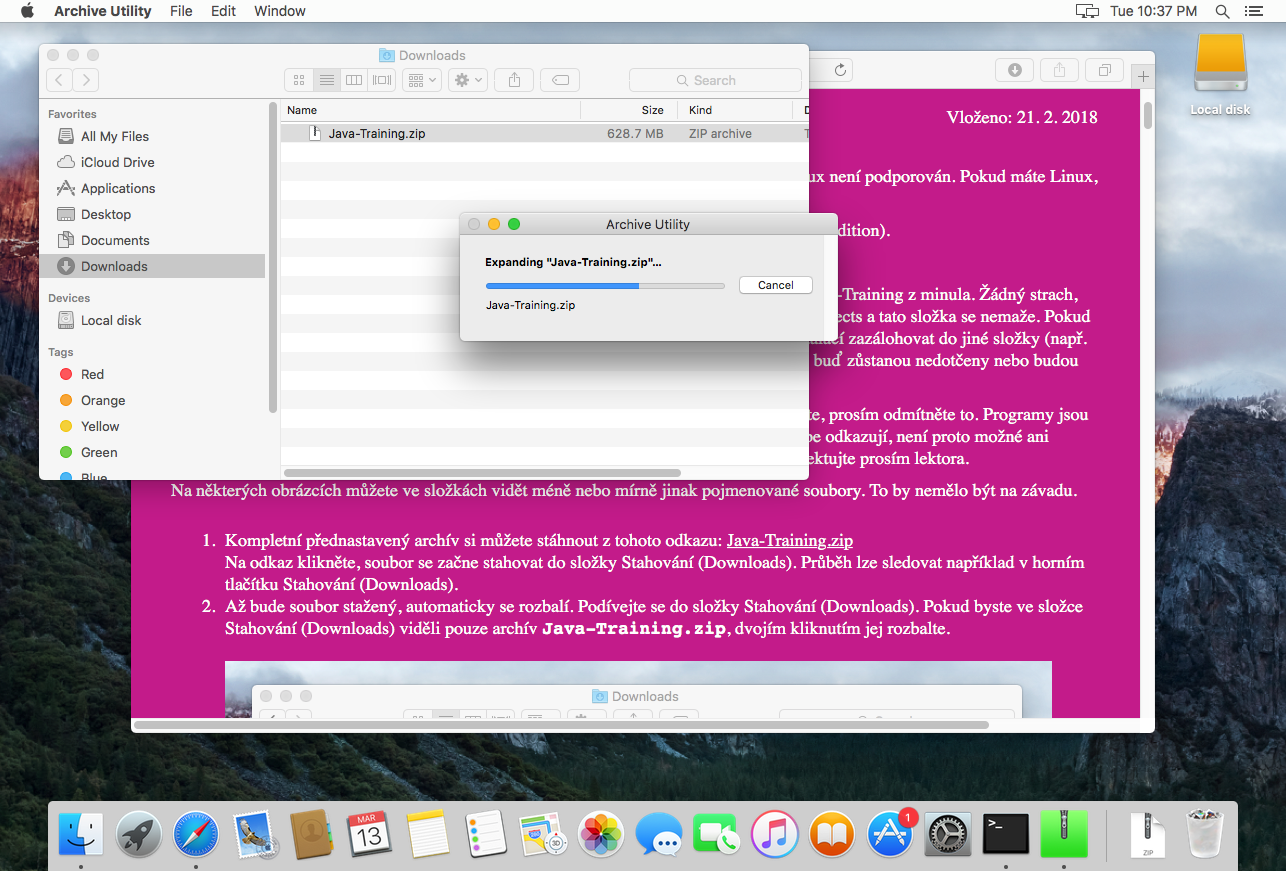 Archive Utility File Edit Window Tue 10:37 PM
Downloads
Search
Name Size Kind D
Java-Training.zip 628.7 MB ZIP archive T
Favorites
All My Files
iCloud Drive
Applications
Desktop
Documents
Downloads
Devices
Local disk
Tags
Red
Orange
Yellow
Green
Blue
Archive Utility
Expanding "Java-Training.zip"...
Cancel
Java-Training.zip
Local disk
Vloženo: 21. 2. 2018
ux není podporován. Pokud máte Linux,
dition).
-Training z minula. Žádný strach,
ects a tato složka se nemaže. Pokud
zazálohovat do jiné složky (např.
buď zůstanou nedotčeny nebo budou
te, prosím odmítněte to. Programy jsou
be odkazují, není proto možné ani
ektujte prosím lektora.
Na některých obrázcích můžete ve složkách vidět méně nebo mírně jinak pojmenované soubory. To by nemělo být na závadu.
1. Kompletní přednastavený archív si můžete stáhnout z tohoto odkazu: Java-Training.zip
Na odkaz klikněte, soubor se začne stahovat do složky Stahování (Downloads). Průběh lze sledovat například v horním
tlačítku Stahování (Downloads).
2. Až bude soubor stažený, automaticky se rozbalí. Podívejte se do složky Stahování (Downloads). Pokud byste ve složce
Stahování (Downloads) viděli pouze archív Java-Training.zip, dvojím kliknutím jej rozbalte.
Downloads
MAR
13
3D
1
ZIP